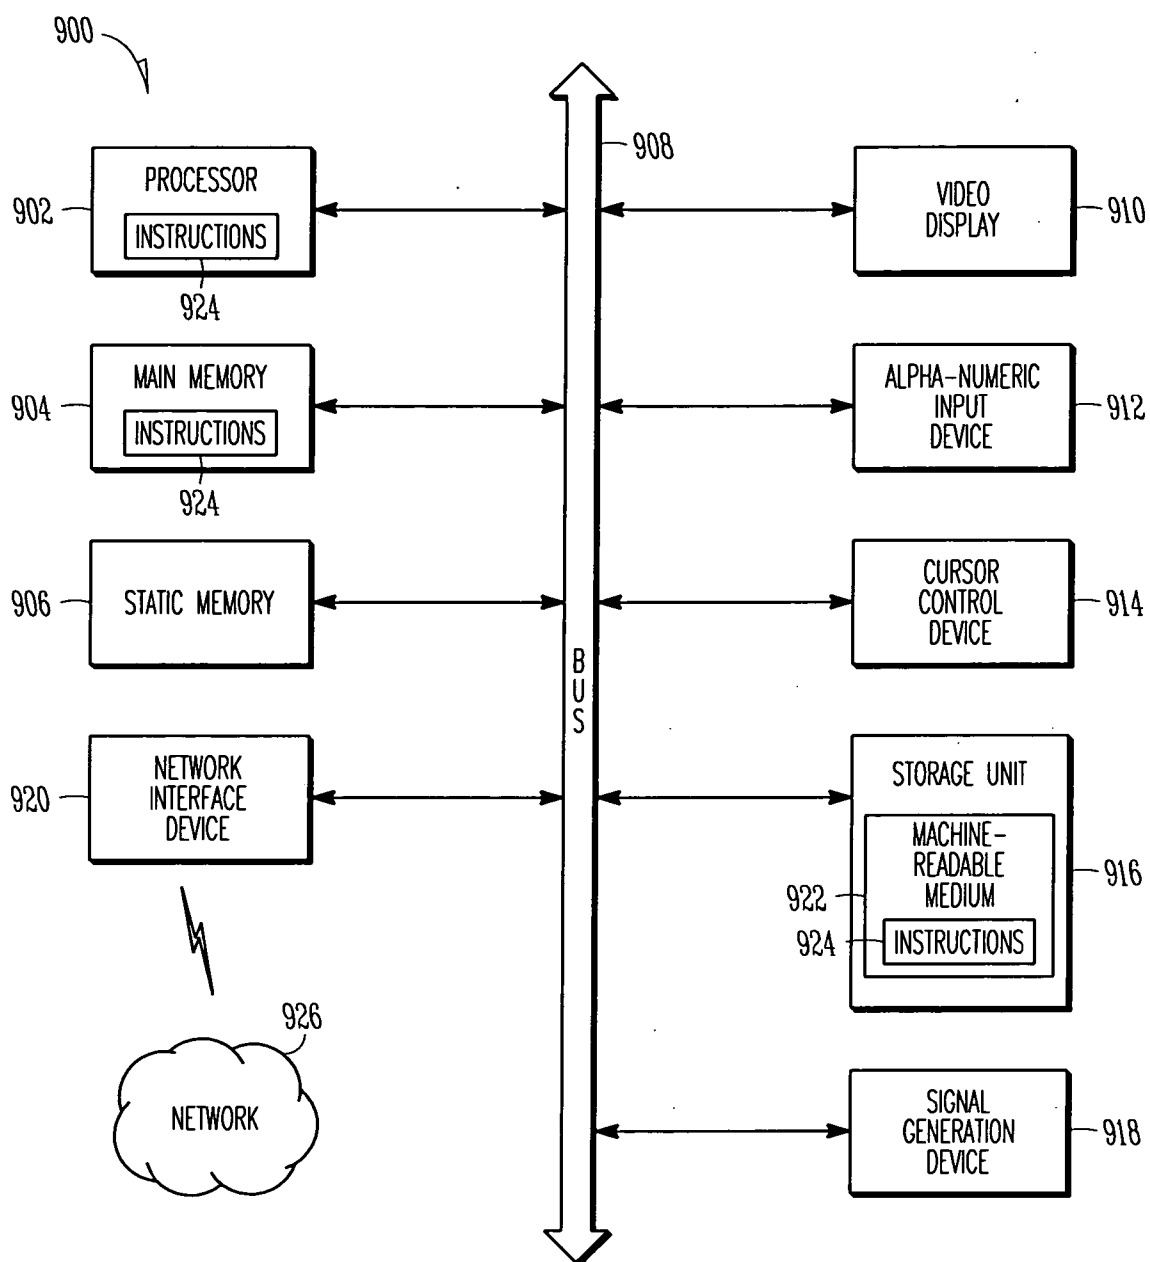 900
908
PROCESSOR
902
INSTRUCTIONS
924
MAIN MEMORY
904
INSTRUCTIONS
924
906
STATIC MEMORY
920
NETWORK
INTERFACE
DEVICE
926
NETWORK
BUS
VIDEO
DISPLAY
910
ALPHA-NUMERIC
INPUT
DEVICE
912
CURSOR
CONTROL
DEVICE
914
STORAGE UNIT
MACHINE-
READABLE
MEDIUM
916
922
924
INSTRUCTIONS
SIGNAL
GENERATION
DEVICE
918